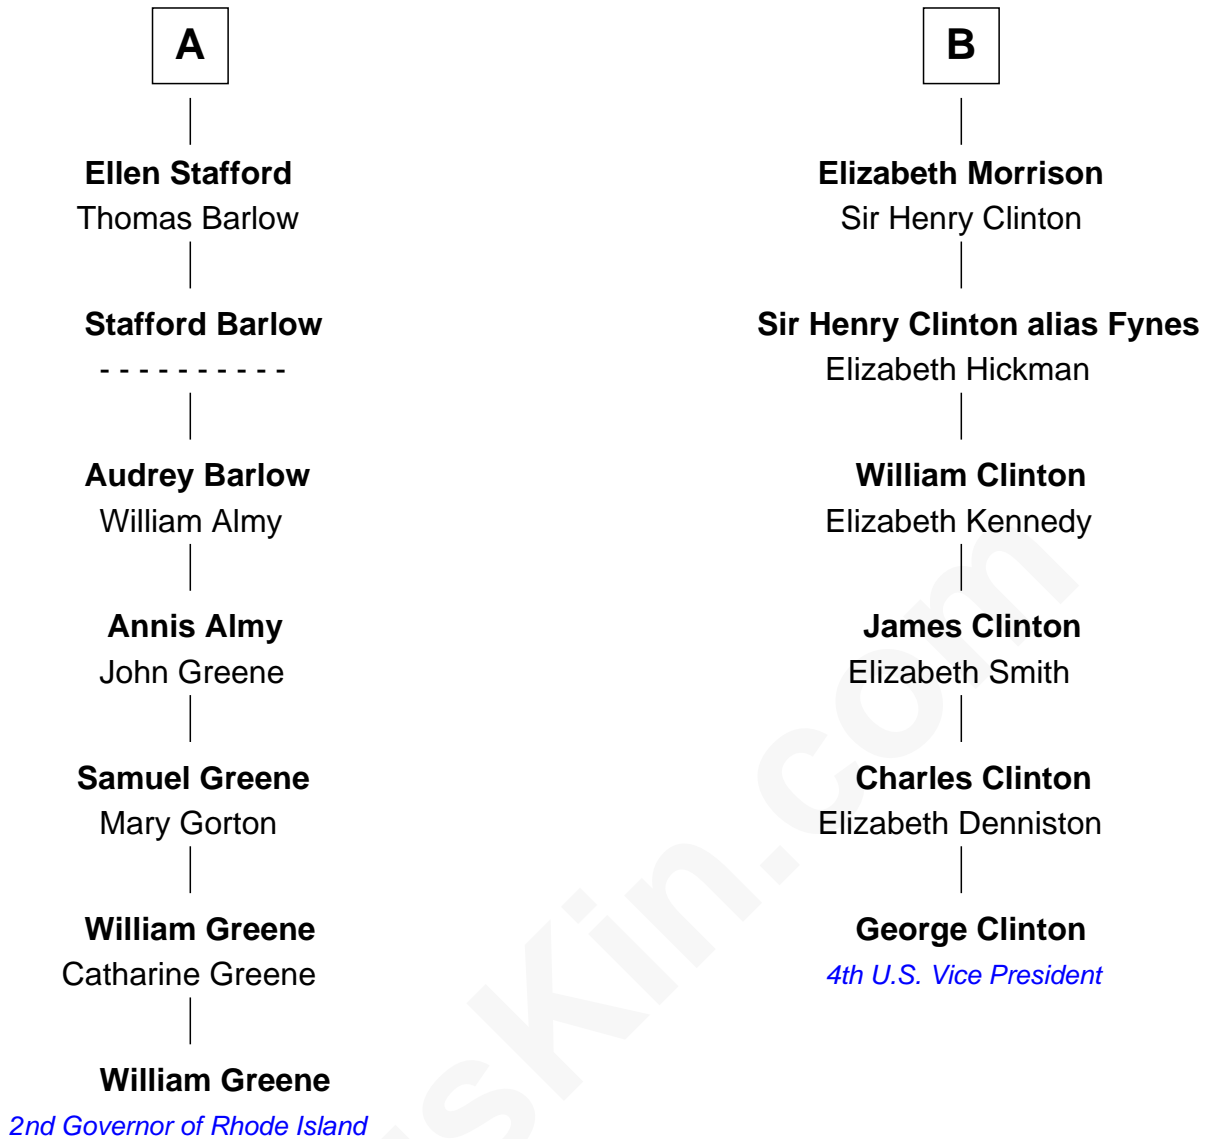 A
Ellen Stafford
Thomas Barlow
Stafford Barlow
- - - - - - - - - -
Audrey Barlow
William Almy
Annis Almy
John Greene
Samuel Greene
Mary Gorton
William Greene
Catharine Greene
William Greene
2nd Governor of Rhode Island
B
Elizabeth Morrison
Sir Henry Clinton
Sir Henry Clinton alias Fynes
Elizabeth Hickman
William Clinton
Elizabeth Kennedy
James Clinton
Elizabeth Smith
Charles Clinton
Elizabeth Denniston
George Clinton
4th U.S. Vice President
sKin.com